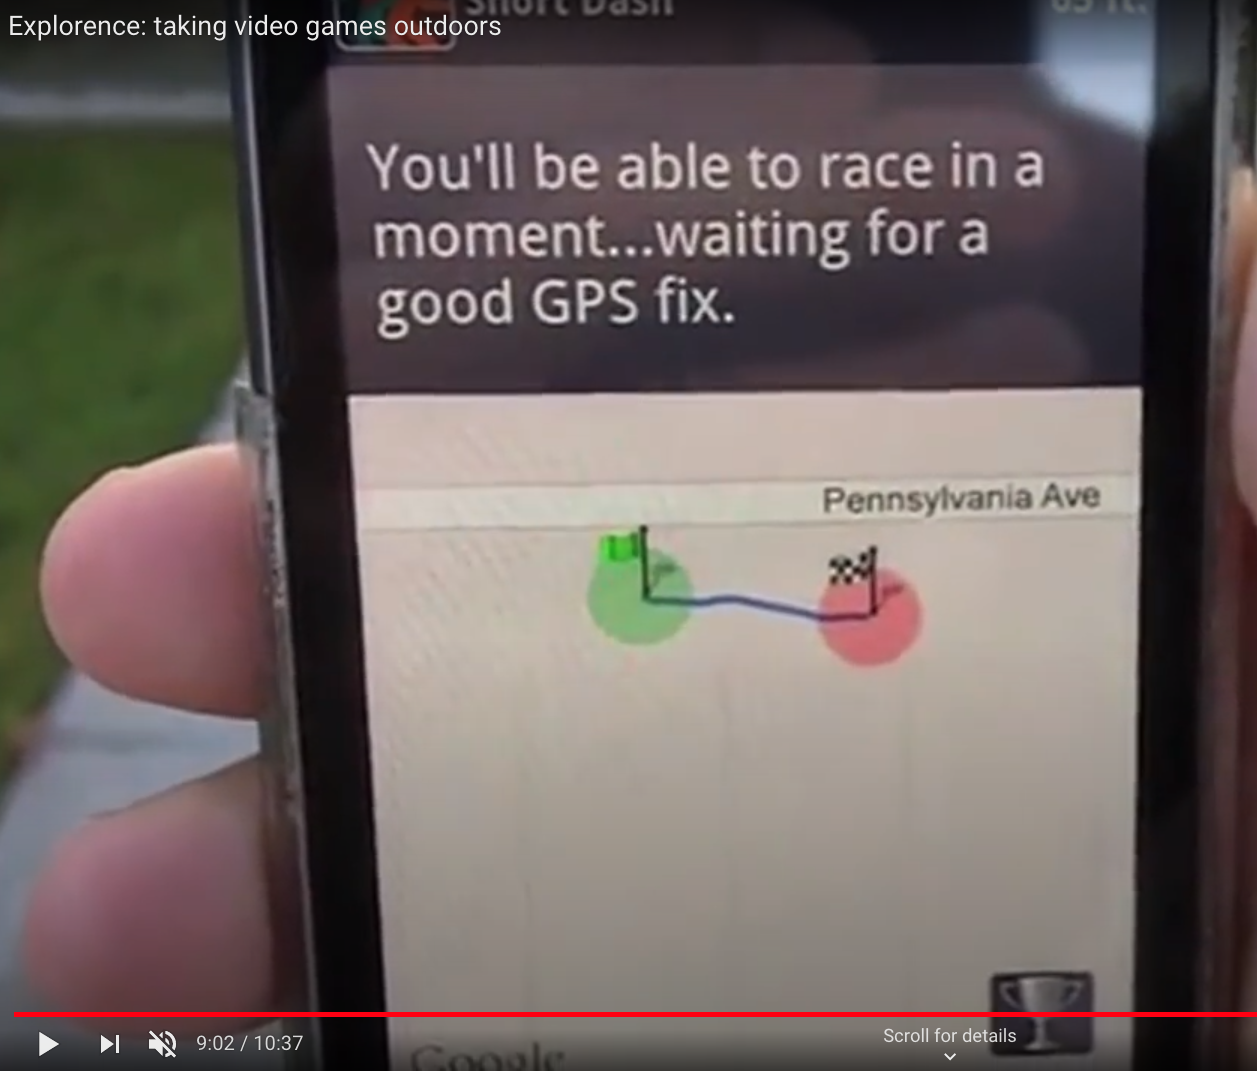 Explorence: taking video games outdoors
Short Dash
You'll be able to race in a
moment...waiting for a
good GPS fix.
Pennsylvania Ave
Google
9:02 / 10:37
Scroll for details